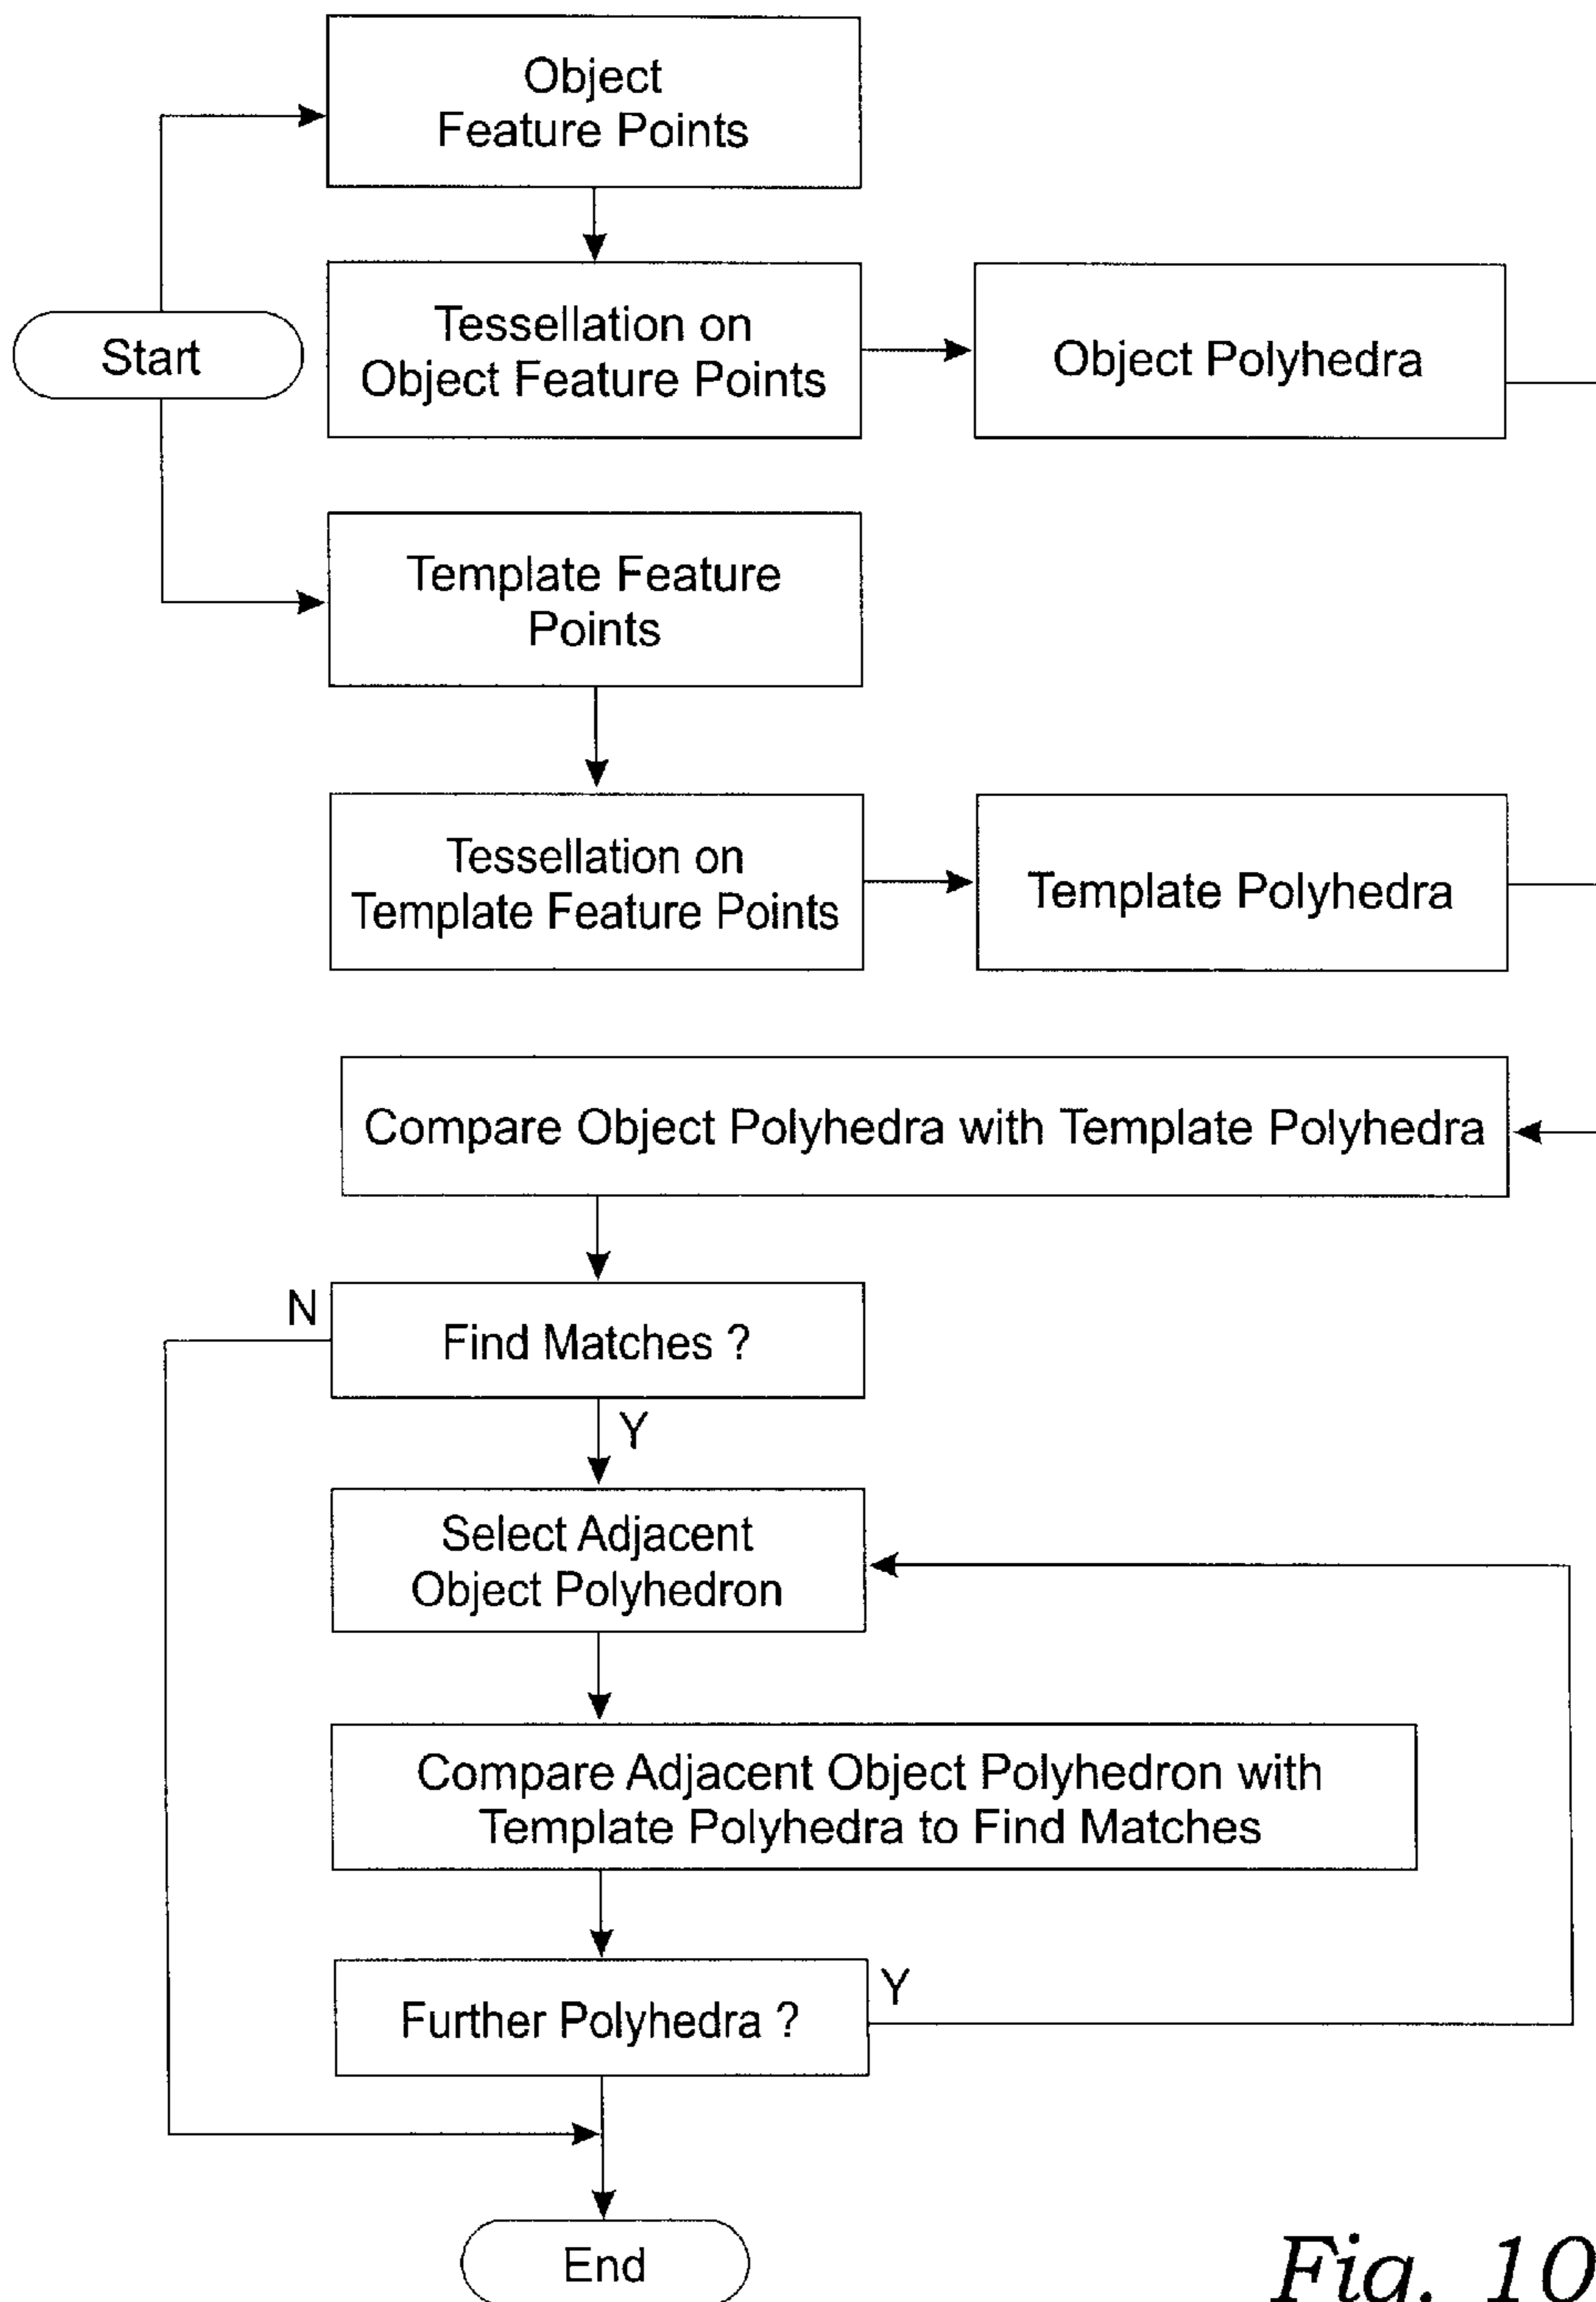 Object
Feature Points
Start
Tessellation on
Object Feature Points
Object Polyhedra
Template Feature
Points
Tessellation on
Template Feature Points
Template Polyhedra
Compare Object Polyhedra with Template Polyhedra
N
Find Matches ?
Y
Select Adjacent
Object Polyhedron
Compare Adjacent Object Polyhedron with
Template Polyhedra to Find Matches
Further Polyhedra ?
Y
End
Fig. 10